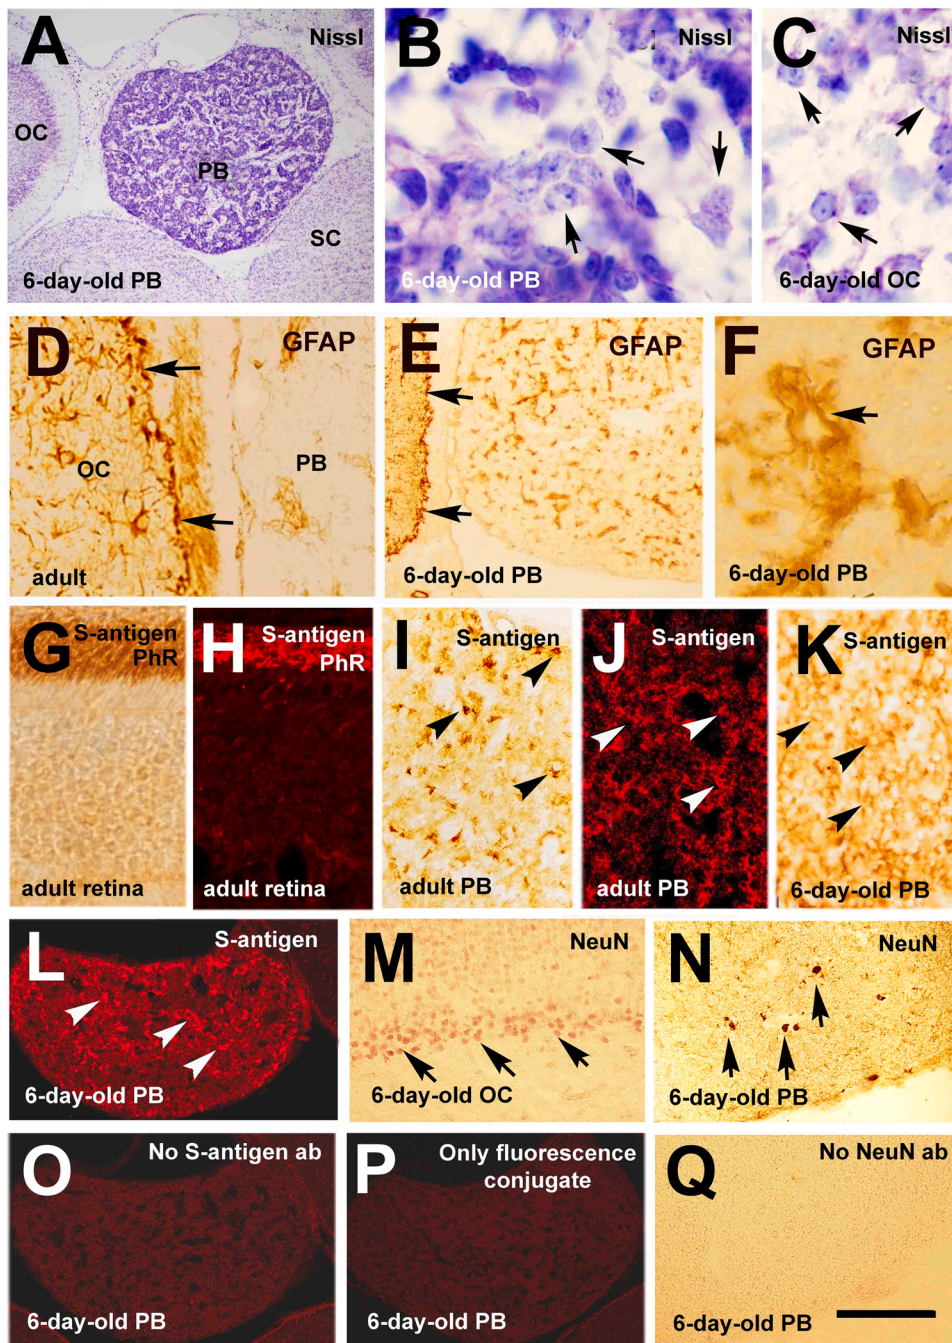 A
Nissl
OC
PB
SC
6-day-old PB
B
Nissl
6-day-old PB
C
Nissl
6-day-old OC
D
GFAP
OC
PB
adult
E
GFAP
6-day-old PB
F
GFAP
6-day-old PB
G
S-antigen
PhR
adult retina
H
S-antigen
PhR
adult retina
I
S-antigen
adult PB
J
S-antigen
adult PB
K
S-antigen
6-day-old PB
L
S-antigen
6-day-old PB
M
NeuN
6-day-old OC
N
NeuN
6-day-old PB
O
No S-antigen ab
6-day-old PB
P
Only fluorescence
conjugate
6-day-old PB
Q
No NeuN ab
6-day-old PB